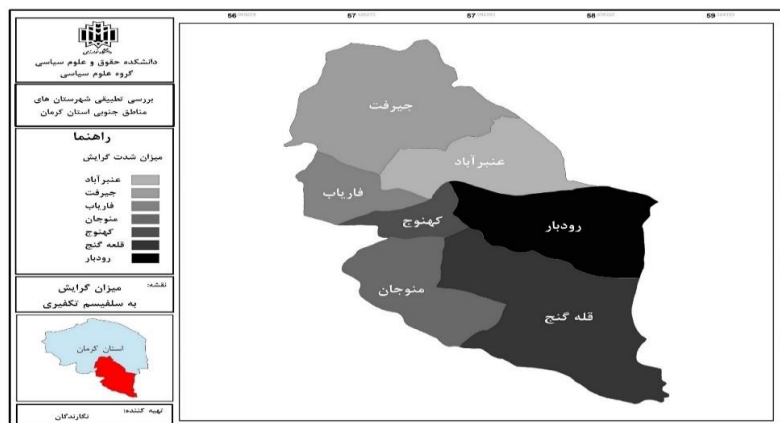 56
57
57
58
59
دانشکده حقوق و علوم سیاسی
گروه علوم سیاسی
بررسی تطبیقی شهرستان های
مناطق جنوبی استان کرمان
راهنما
میزان شدت گرایش
عنبرآباد
جیرفت
فاریاب
منوجان
کهنوج
قلعه گنج
رودبار
نقشه: میزان گرایش
به سلفیسم تکفیری
استان کرمان
تهیه کننده: نگارندگان
جیرفت
عنبرآباد
فاریاب
کهنوج
رودبار
منوجان
قله گنج